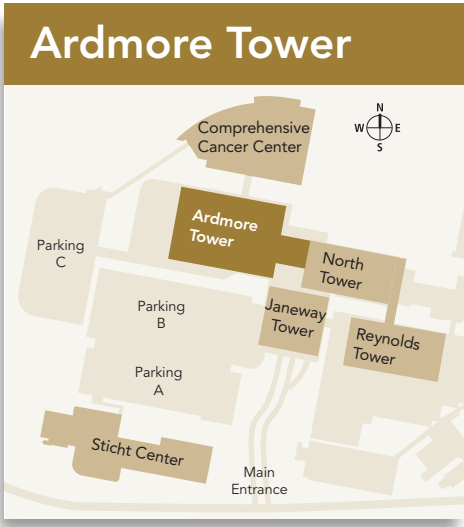 Ardmore Tower
N
W E
S
Comprehensive
Cancer Center
Ardmore
Tower
North
Tower
Parking
C
Parking
B
Janeway
Tower
Reynolds
Tower
Parking
A
Sticht Center
Main
Entrance